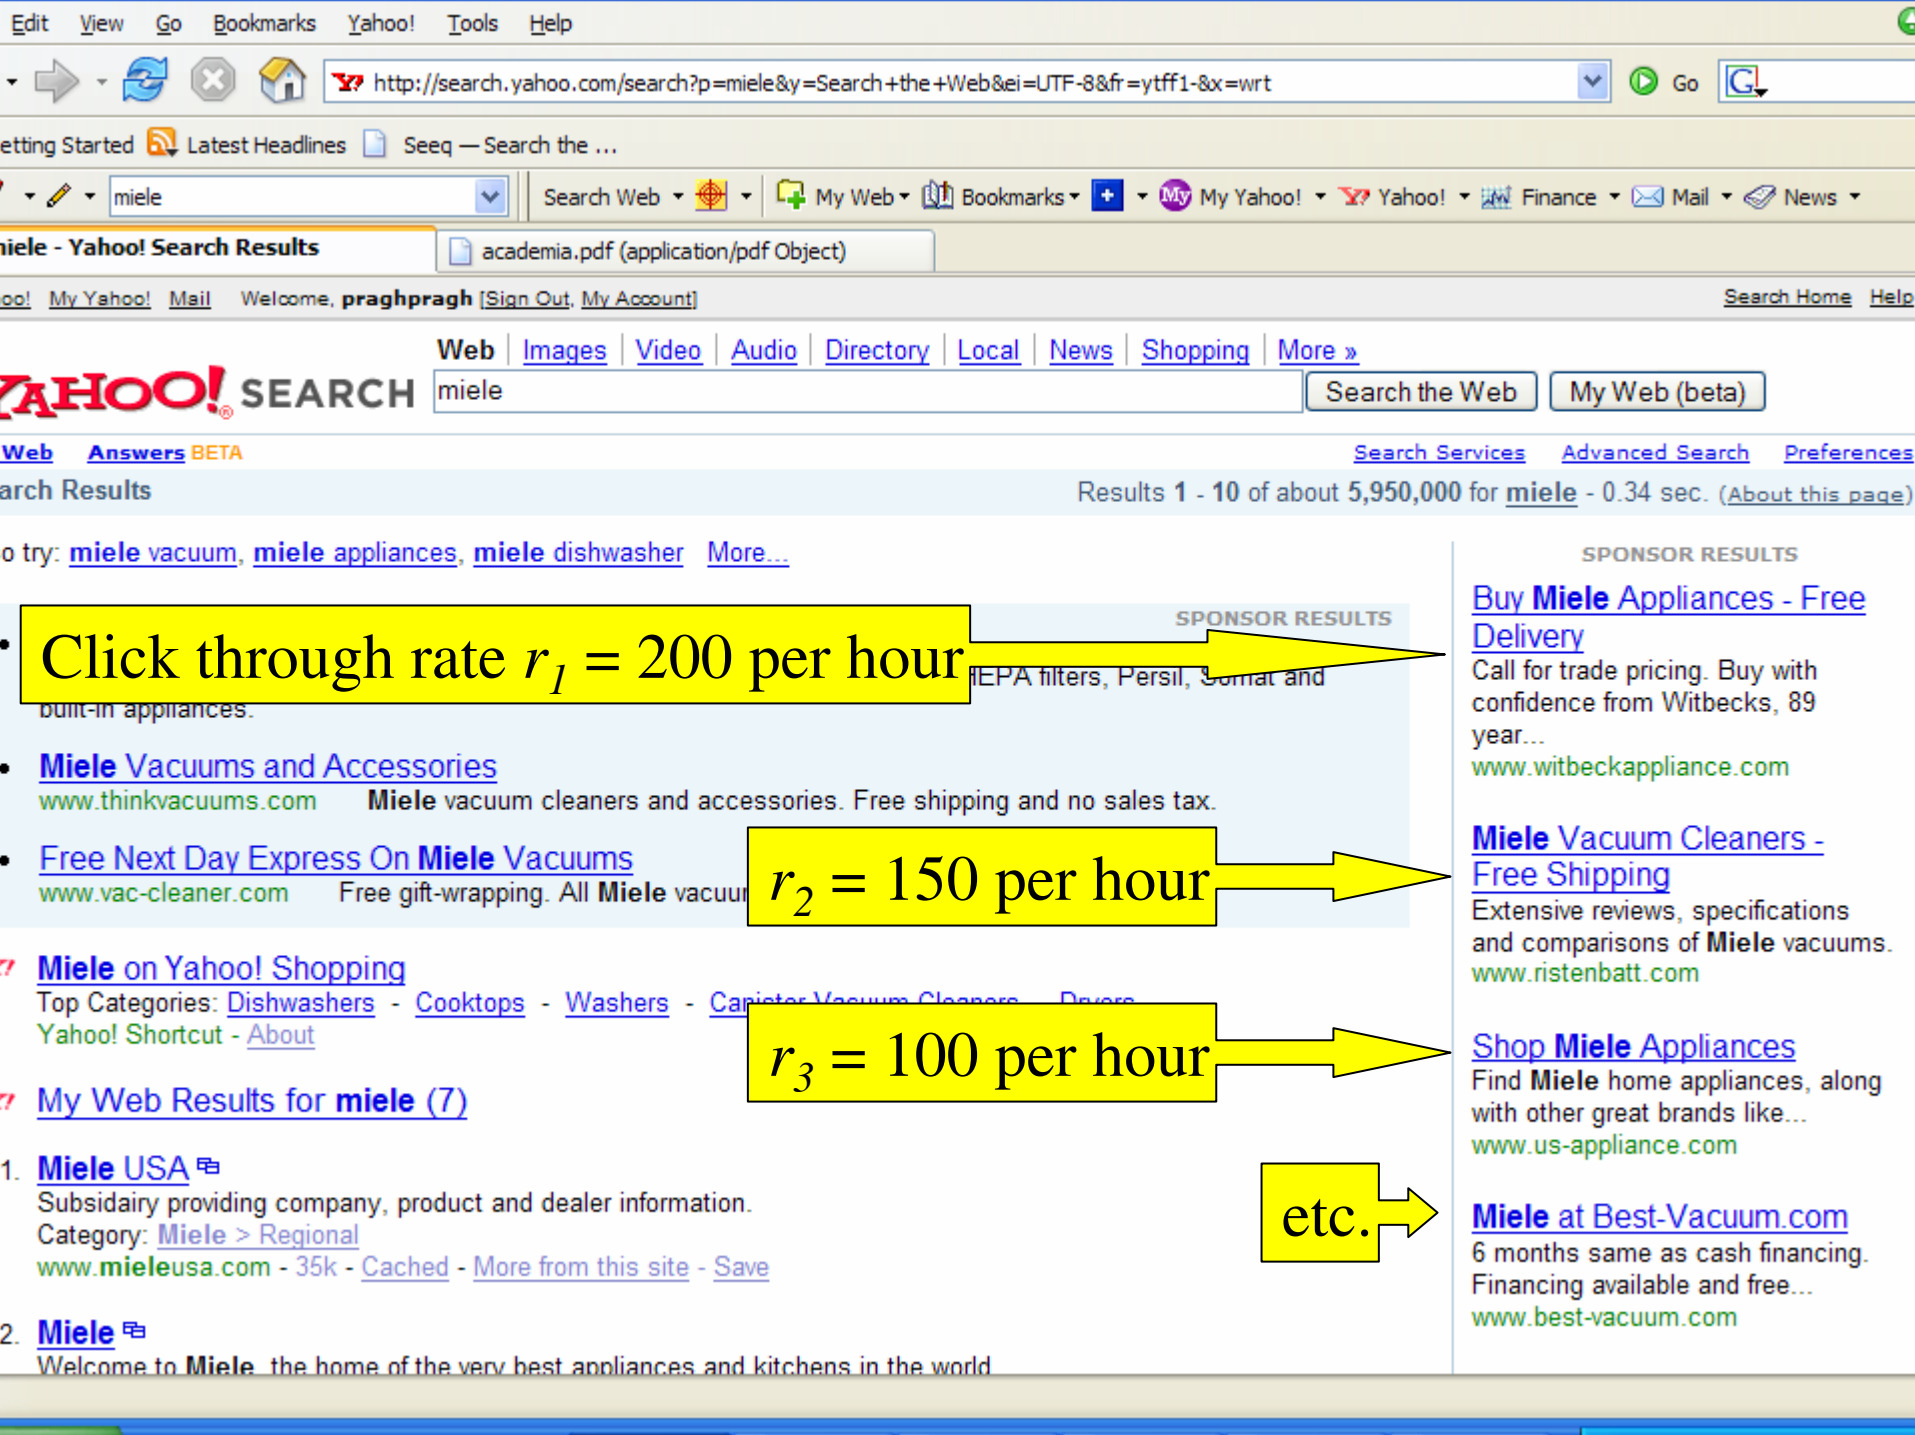 Edit View Go Bookmarks Yahoo! Tools Help
http://search.yahoo.com/search?p=miele&y=Search+the+Web&ei=UTF-8&fr=ytff1-&x=wrt Go G
etting Started Latest Headlines Seeq — Search the ...
miele Search Web My Web Bookmarks My Yahoo! Yahoo! Finance Mail News
iele - Yahoo! Search Results academia.pdf (application/pdf Object)
oo! My Yahoo! Mail Welcome, praghpragh [Sign Out, My Account] Search Home Help
Web Images Video Audio Directory Local News Shopping More »
YAHOO! SEARCH miele Search the Web My Web (beta)
Web Answers BETA Search Services Advanced Search Preferences
arch Results Results 1 - 10 of about 5,950,000 for miele - 0.34 sec. (About this page)
o try: miele vacuum, miele appliances, miele dishwasher More...
SPONSOR RESULTS
Click through rate r1 = 200 per hour
HEPA filters, Persil, Somat and
built-in appliances.
• Miele Vacuums and Accessories
www.thinkvacuums.com Miele vacuum cleaners and accessories. Free shipping and no sales tax.
• Free Next Day Express On Miele Vacuums
www.vac-cleaner.com Free gift-wrapping. All Miele vacuu
r2 = 150 per hour
Miele on Yahoo! Shopping
Top Categories: Dishwashers - Cooktops - Washers - Canister Vacuum Cleaners - Dryers
Yahoo! Shortcut - About
r3 = 100 per hour
My Web Results for miele (7)
1. Miele USA
Subsidairy providing company, product and dealer information.
Category: Miele > Regional
www.mieleusa.com - 35k - Cached - More from this site - Save
etc.
2. Miele
Welcome to Miele, the home of the very best appliances and kitchens in the world
SPONSOR RESULTS
Buy Miele Appliances - Free
Delivery
Call for trade pricing. Buy with
confidence from Witbecks, 89
year...
www.witbeckappliance.com
Miele Vacuum Cleaners -
Free Shipping
Extensive reviews, specifications
and comparisons of Miele vacuums.
www.ristenbatt.com
Shop Miele Appliances
Find Miele home appliances, along
with other great brands like...
www.us-appliance.com
Miele at Best-Vacuum.com
6 months same as cash financing.
Financing available and free...
www.best-vacuum.com